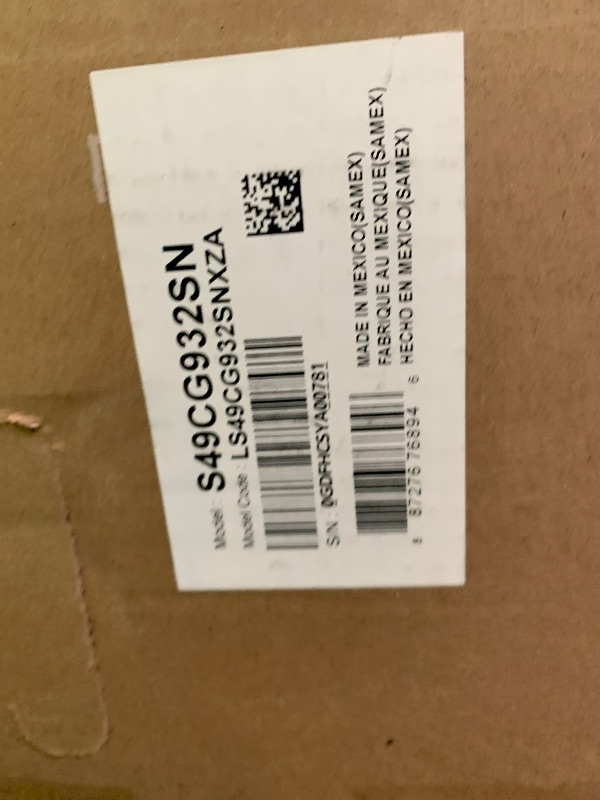 Model : S49CG932SN
Model Code : LS49CG932SNXZA
S/N : 0GDFHCSYA00781
MADE IN MEXICO(SAMEX)
FABRIQUE AU MEXIQUE(SAMEX)
HECHO EN MEXICO(SAMEX)
8 87276 76894 6